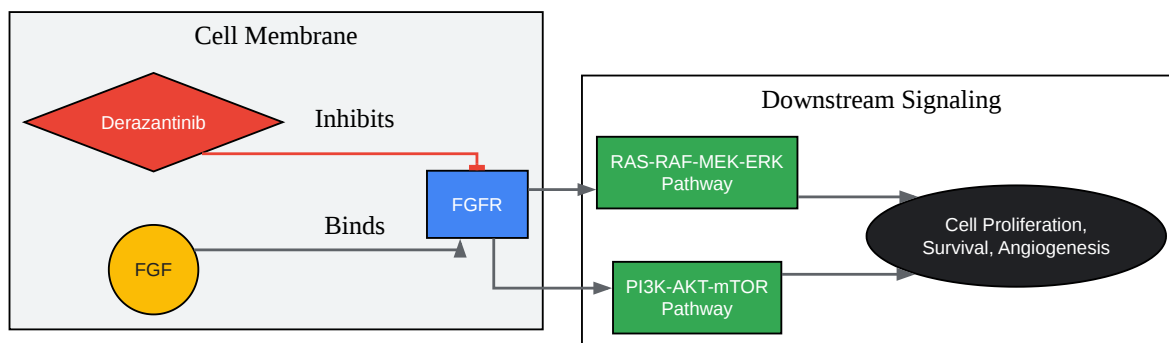 Cell Membrane
Derazantinib
Inhibits
FGFR
Binds
FGF
Downstream Signaling
RAS-RAF-MEK-ERK
Pathway
PI3K-AKT-mTOR
Pathway
Cell Proliferation,
Survival, Angiogenesis